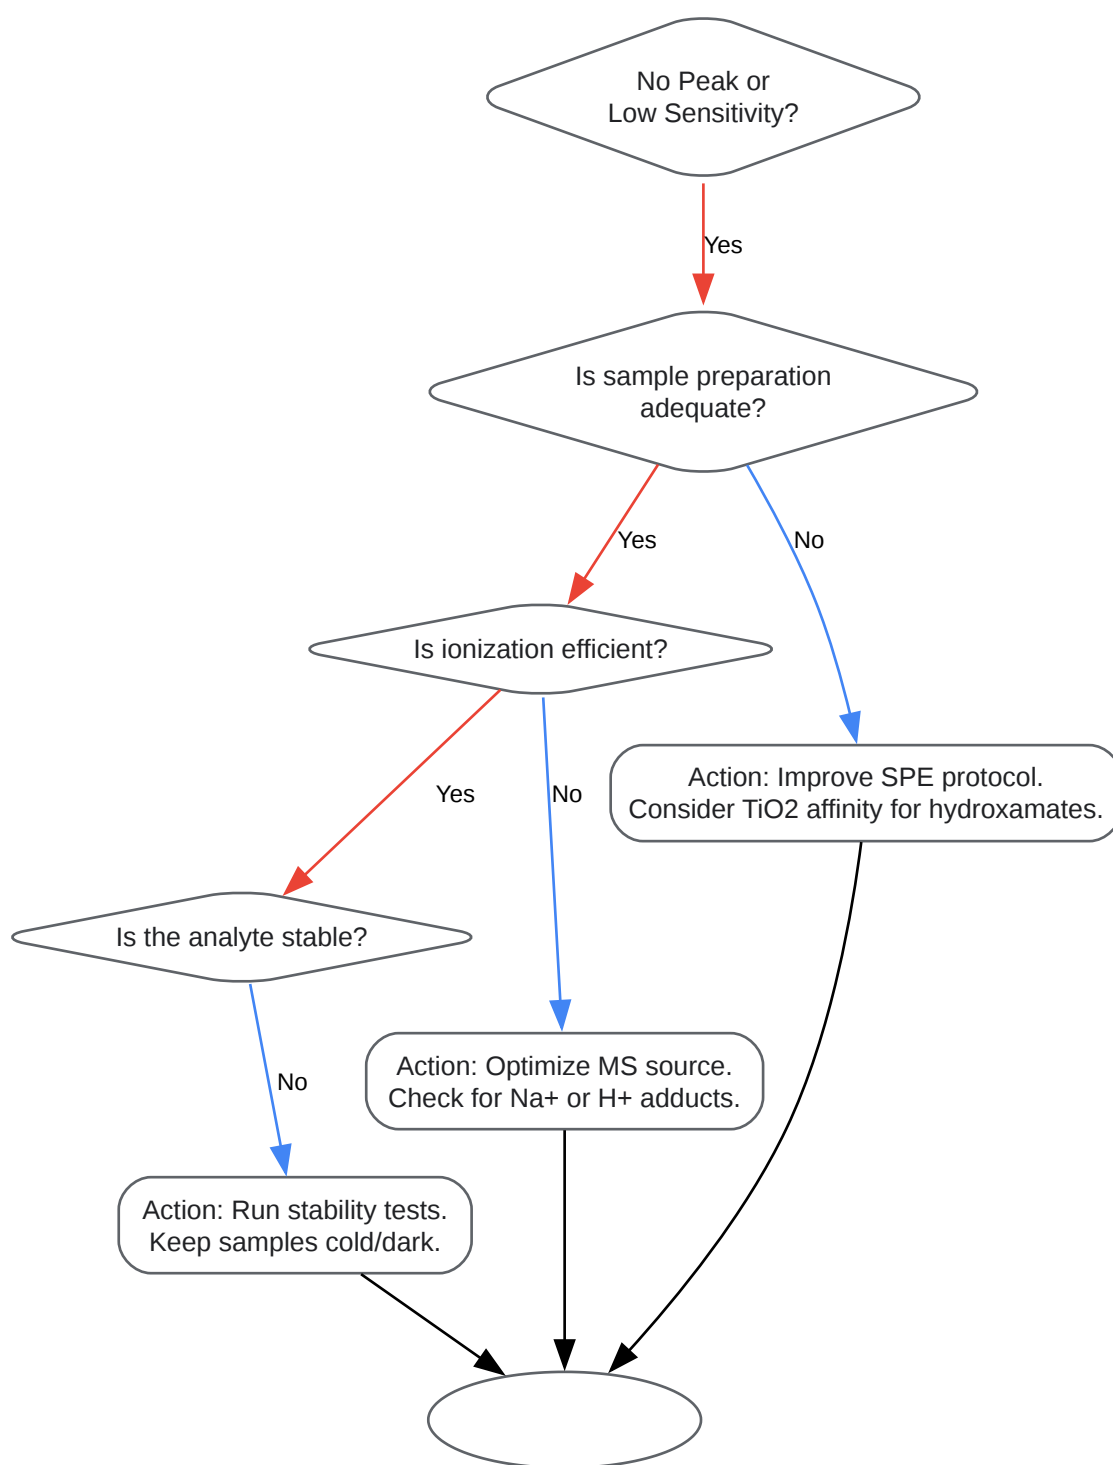 No Peak or
Low Sensitivity?
Yes
Is sample preparation
adequate?
Yes
No
Is ionization efficient?
Action: Improve SPE protocol.
Consider TiO2 affinity for hydroxamates.
Yes
No
Is the analyte stable?
Action: Optimize MS source.
Check for Na+ or H+ adducts.
No
Action: Run stability tests.
Keep samples cold/dark.